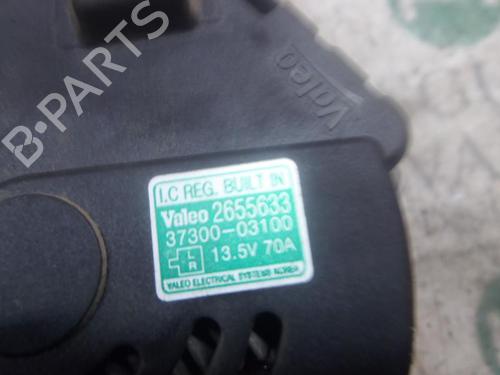 B-PARTS
Valeo
I.C REG. BUILT IN
Valeo 2655633
37300-03100
L R 13.5V 70A
VALEO ELECTRICAL SYSTEMS KOREA